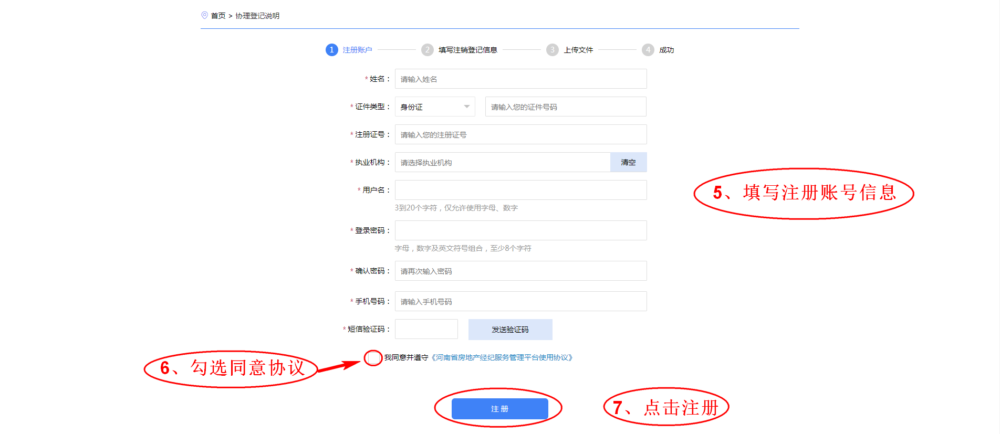 首页 > 协理登记说明
1 注册账户 2 填写注销登记信息 3 上传文件 4 成功
* 姓名： 请输入姓名
* 证件类型： 身份证 请输入您的证件号码
* 注册证号： 请输入您的注册证号
* 执业机构： 请选择执业机构 清空
5、填写注册账号信息
* 用户名：
3到20个字符，仅允许使用字母、数字
* 登录密码：
字母，数字及英文符号组合，至少8个字符
* 确认密码： 请再次输入密码
* 手机号码： 请输入手机号码
* 短信验证码： 发送验证码
6、勾选同意协议
我同意并遵守《河南省房地产经纪服务管理平台使用协议》
注 册
7、点击注册